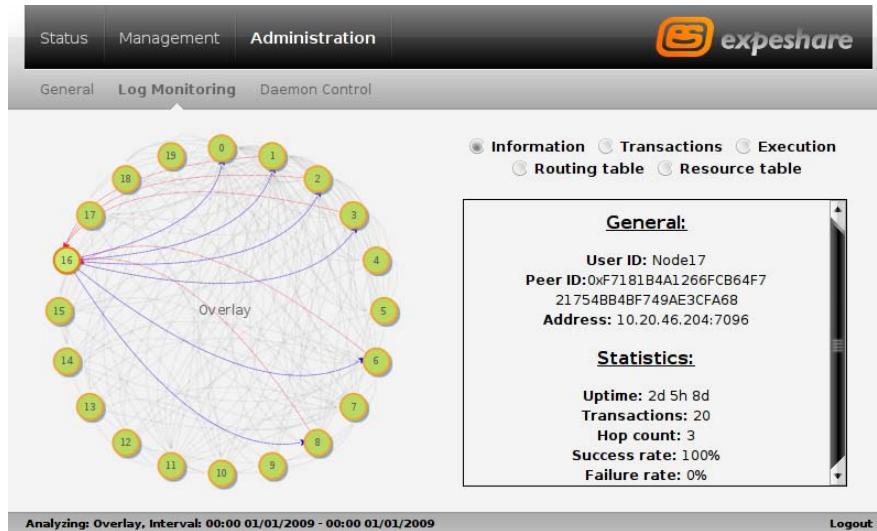 Status Management Administration expeshare
General Log Monitoring Daemon Control
0
1
2
3
4
5
6
7
8
9
10
11
12
13
14
15
16
17
18
19
Overlay
Information Transactions Execution
Routing table Resource table
General:
User ID: Node17
Peer ID:0xF7181B4A1266FCB64F7
21754BB4BF749AE3CFA68
Address: 10.20.46.204:7096
Statistics:
Uptime: 2d 5h 8d
Transactions: 20
Hop count: 3
Success rate: 100%
Failure rate: 0%
Analyzing: Overlay, Interval: 00:00 01/01/2009 - 00:00 01/01/2009 Logout